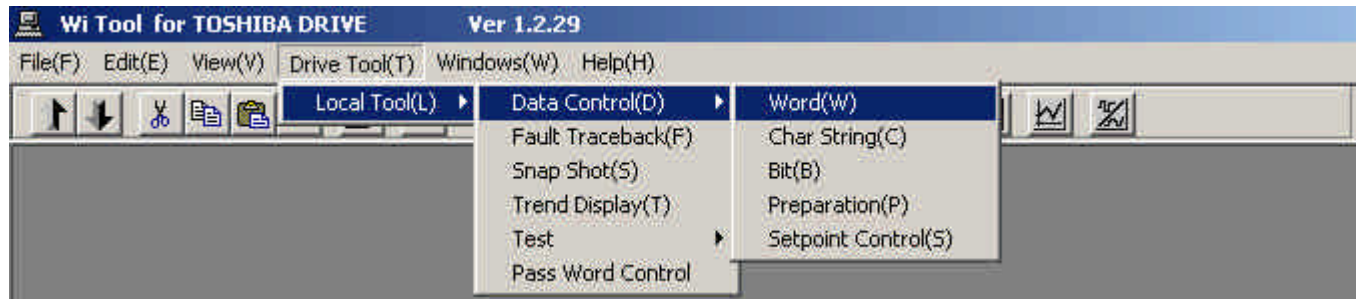 Wi Tool for TOSHIBA DRIVE Ver 1.2.29
File(F) Edit(E) View(V) Drive Tool(T) Windows(W) Help(H)
Local Tool(L) Data Control(D) Word(W)
Fault Traceback(F) Char String(C)
Snap Shot(S) Bit(B)
Trend Display(T) Preparation(P)
Test Setpoint Control(S)
Pass Word Control